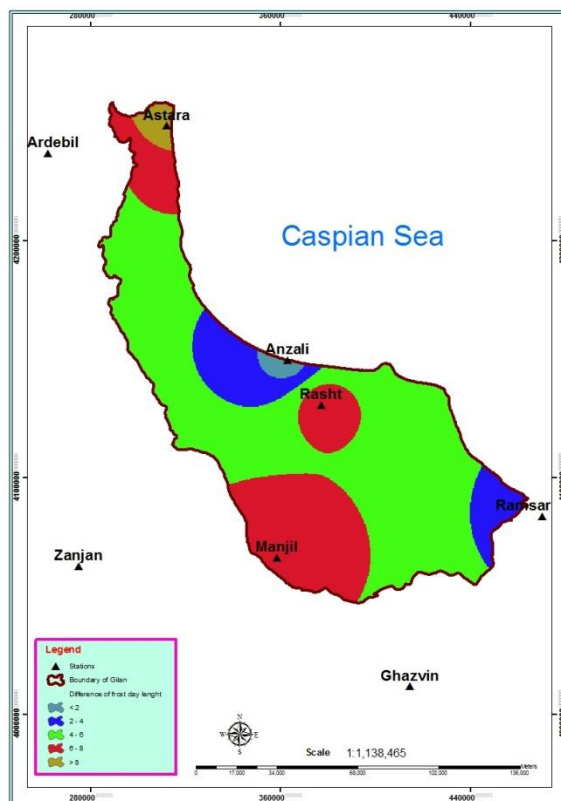 280000 360000 440000
Astara
Ardebil
4200000
Caspian Sea
Anzali
Rasht
4100000
Ramsar
Manjil
Zanjan
Ghazvin
Legend
Stations
Boundary of Gilan
Difference of frost day lenght
< 2
2 - 4
4 - 6
6 - 8
> 8
4000000
N
W E
S
Scale 1:1,138,465
Meters
0 17,000 34,000 68,000 102,000 136,000
280000 360000 440000